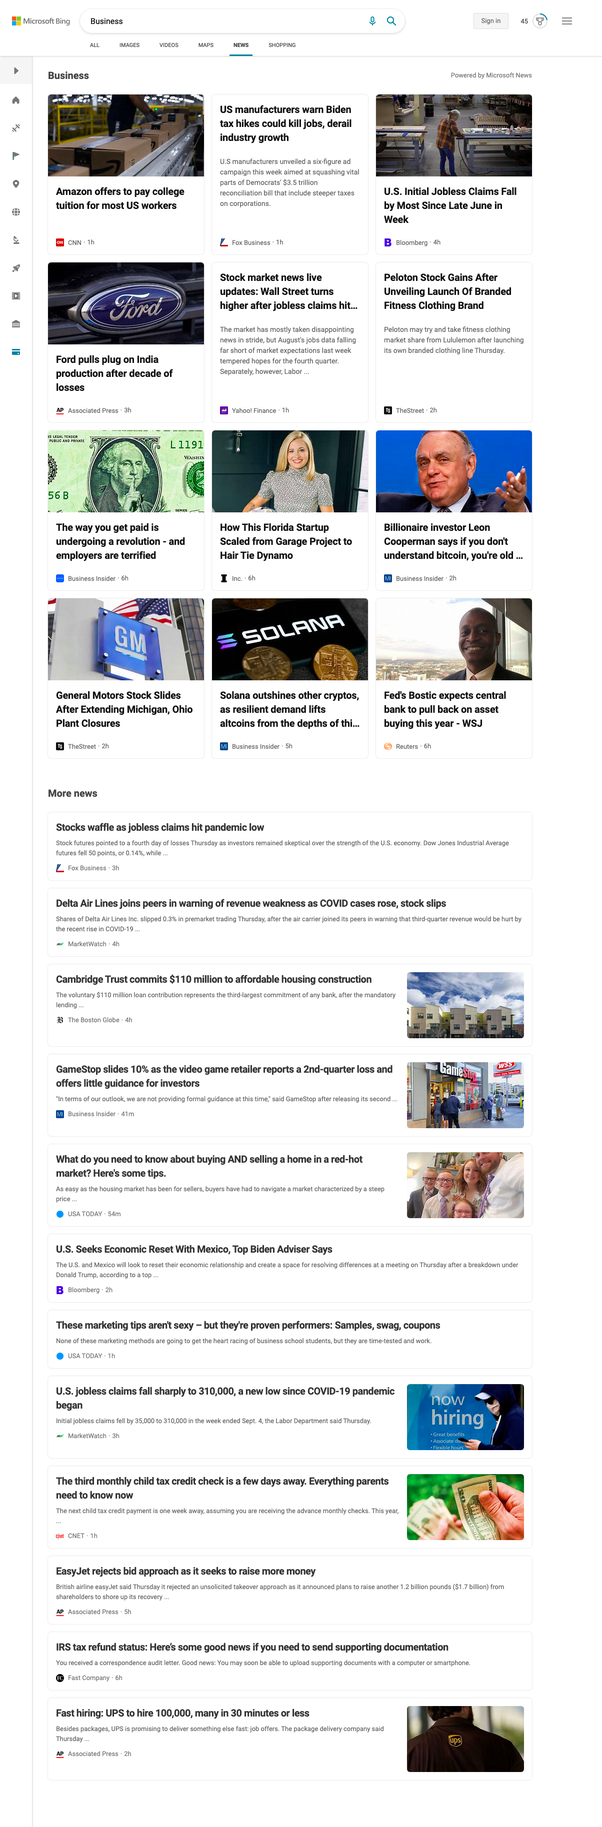 Microsoft Bing
Business
Sign in
45
ALL IMAGES VIDEOS MAPS NEWS SHOPPING
Business
Powered by Microsoft News
Amazon offers to pay college
tuition for most US workers
CNN · 1h
US manufacturers warn Biden
tax hikes could kill jobs, derail
industry growth
U.S manufacturers unveiled a six-figure ad
campaign this week aimed at squashing vital
parts of Democrats' $3.5 trillion
reconciliation bill that include steeper taxes
on corporations.
Fox Business · 1h
U.S. Initial Jobless Claims Fall
by Most Since Late June in
Week
Bloomberg · 4h
Ford
Ford pulls plug on India
production after decade of
losses
AP Associated Press · 3h
Stock market news live
updates: Wall Street turns
higher after jobless claims hit...
The market has mostly taken disappointing
news in stride, but August's jobs data falling
far short of market expectations last week
tempered hopes for the fourth quarter.
Separately, however, Labor ...
Yahoo! Finance · 1h
Peloton Stock Gains After
Unveiling Launch Of Branded
Fitness Clothing Brand
Peloton may try and take fitness clothing
market share from Lululemon after launching
its own branded clothing line Thursday.
TheStreet · 2h
L1191
56B
The way you get paid is
undergoing a revolution - and
employers are terrified
Business Insider · 6h
How This Florida Startup
Scaled from Garage Project to
Hair Tie Dynamo
Inc. · 6h
Billionaire investor Leon
Cooperman says if you don't
understand bitcoin, you're old ...
BI Business Insider · 2h
GM
General Motors Stock Slides
After Extending Michigan, Ohio
Plant Closures
TheStreet · 2h
SOLANA
Solana outshines other cryptos,
as resilient demand lifts
altcoins from the depths of thi...
BI Business Insider · 5h
Fed's Bostic expects central
bank to pull back on asset
buying this year - WSJ
Reuters · 6h
More news
Stocks waffle as jobless claims hit pandemic low
Stock futures pointed to a fourth day of losses Thursday as investors remained skeptical over the strength of the U.S. economy. Dow Jones Industrial Average
futures fell 50 points, or 0.14%, while ...
Fox Business · 3h
Delta Air Lines joins peers in warning of revenue weakness as COVID cases rose, stock slips
Shares of Delta Air Lines Inc. slipped 0.3% in premarket trading Thursday, after the air carrier joined its peers in warning that third-quarter revenue would be hurt by
the recent rise in COVID-19 ...
MarketWatch · 4h
Cambridge Trust commits $110 million to affordable housing construction
The voluntary $110 million loan contribution represents the third-largest commitment of any bank, after the mandatory
lending ...
The Boston Globe · 4h
GameStop slides 10% as the video game retailer reports a 2nd-quarter loss and
offers little guidance for investors
"In terms of our outlook, we are not providing formal guidance at this time," said GameStop after releasing its second ...
BI Business Insider · 41m
GameStop
What do you need to know about buying AND selling a home in a red-hot
market? Here's some tips.
As easy as the housing market has been for sellers, buyers have had to navigate a market characterized by a steep
price ...
USA TODAY · 54m
U.S. Seeks Economic Reset With Mexico, Top Biden Adviser Says
The U.S. and Mexico will look to reset their economic relationship and create a space for resolving differences at a meeting on Thursday after a breakdown under
Donald Trump, according to a top ...
Bloomberg · 2h
These marketing tips aren't sexy – but they're proven performers: Samples, swag, coupons
None of these marketing methods are going to get the heart racing of business school students, but they are time-tested and work.
USA TODAY · 1h
U.S. jobless claims fall sharply to 310,000, a new low since COVID-19 pandemic
began
Initial jobless claims fell by 35,000 to 310,000 in the week ended Sept. 4, the Labor Department said Thursday.
MarketWatch · 3h
now
hiring
• Great benefits
The third monthly child tax credit check is a few days away. Everything parents
need to know now
The next child tax credit payment is one week away, assuming you are receiving the advance monthly checks. This year,
...
CNET · 1h
EasyJet rejects bid approach as it seeks to raise more money
British airline easyJet said Thursday it rejected an unsolicited takeover approach as it announced plans to raise another 1.2 billion pounds ($1.7 billion) from
shareholders to shore up its recovery ...
AP Associated Press · 5h
IRS tax refund status: Here's some good news if you need to send supporting documentation
You received a correspondence audit letter. Good news: You may soon be able to upload supporting documents with a computer or smartphone.
FC Fast Company · 6h
Fast hiring: UPS to hire 100,000, many in 30 minutes or less
Besides packages, UPS is promising to deliver something else fast: job offers. The package delivery company said
Thursday ...
AP Associated Press · 2h
ups